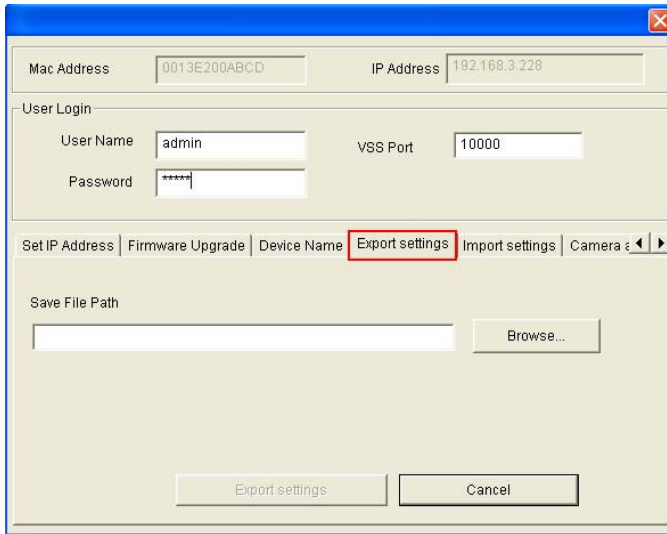 Mac Address 0013E200ABCD IP Address 192.168.3.228
User Login
User Name admin VSS Port 10000
Password *****
Set IP Address Firmware Upgrade Device Name Export settings Import settings Camera a
Save File Path
Browse...
Export settings Cancel